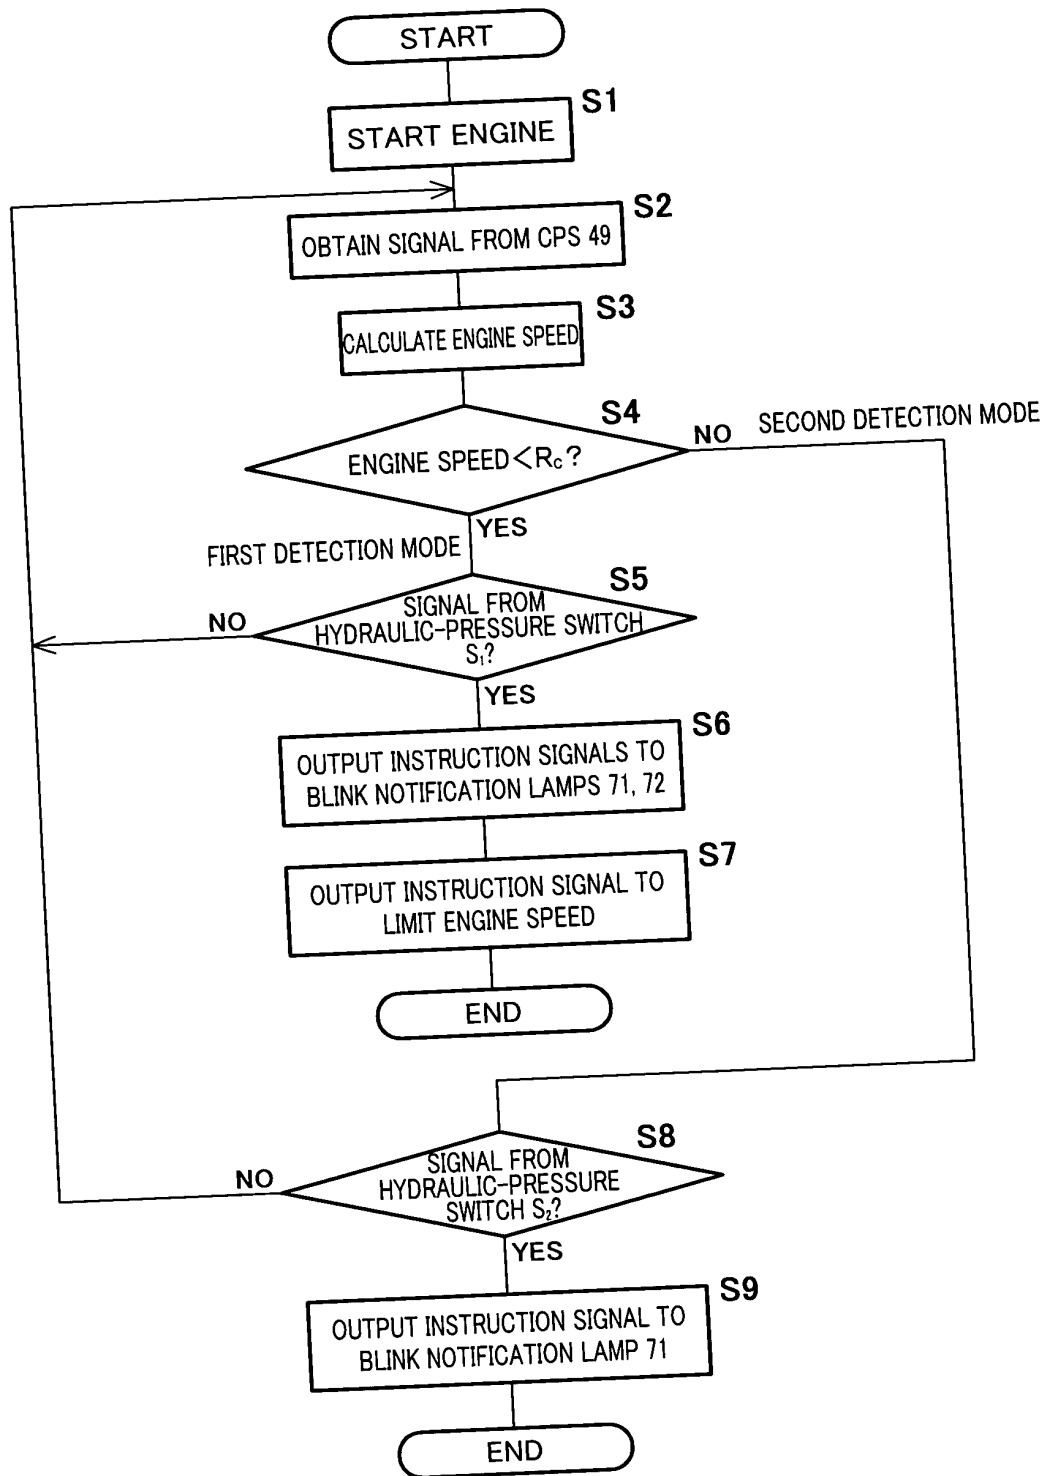 START
S1
START ENGINE
S2
OBTAIN SIGNAL FROM CPS 49
S3
CALCULATE ENGINE SPEED
S4
ENGINE SPEED<Rc?
NO
SECOND DETECTION MODE
YES
FIRST DETECTION MODE
S5
SIGNAL FROM
HYDRAULIC-PRESSURE SWITCH
S₁?
NO
YES
S6
OUTPUT INSTRUCTION SIGNALS TO
BLINK NOTIFICATION LAMPS 71, 72
S7
OUTPUT INSTRUCTION SIGNAL TO
LIMIT ENGINE SPEED
END
S8
SIGNAL FROM
HYDRAULIC-PRESSURE
SWITCH S₂?
NO
YES
S9
OUTPUT INSTRUCTION SIGNAL TO
BLINK NOTIFICATION LAMP 71
END